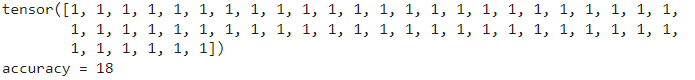 tensor([1, 1, 1, 1, 1, 1, 1, 1, 1, 1, 1, 1, 1, 1, 1, 1, 1, 1, 1, 1, 1, 1, 1, 1,
1, 1, 1, 1, 1, 1, 1, 1, 1, 1, 1, 1, 1, 1, 1, 1, 1, 1, 1, 1, 1, 1, 1, 1,
1, 1, 1, 1, 1, 1])
accuracy = 18